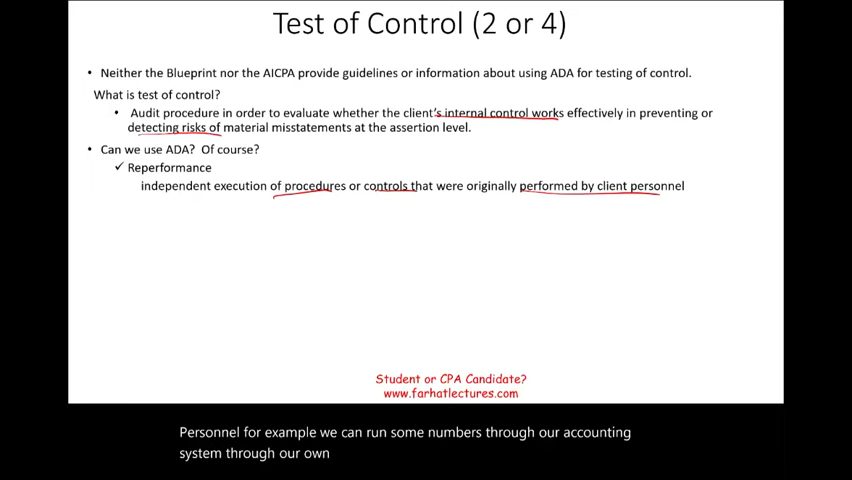 Test of Control (2 or 4)
• Neither the Blueprint nor the AICPA provide guidelines or information about using ADA for testing of control.
What is test of control?
• Audit procedure in order to evaluate whether the client's internal control works effectively in preventing or
detecting risks of material misstatements at the assertion level.
• Can we use ADA? Of course?
✓ Reperformance
independent execution of procedures or controls that were originally performed by client personnel
Student or CPA Candidate?
www.farhatlectures.com
Personnel for example we can run some numbers through our accounting
system through our own